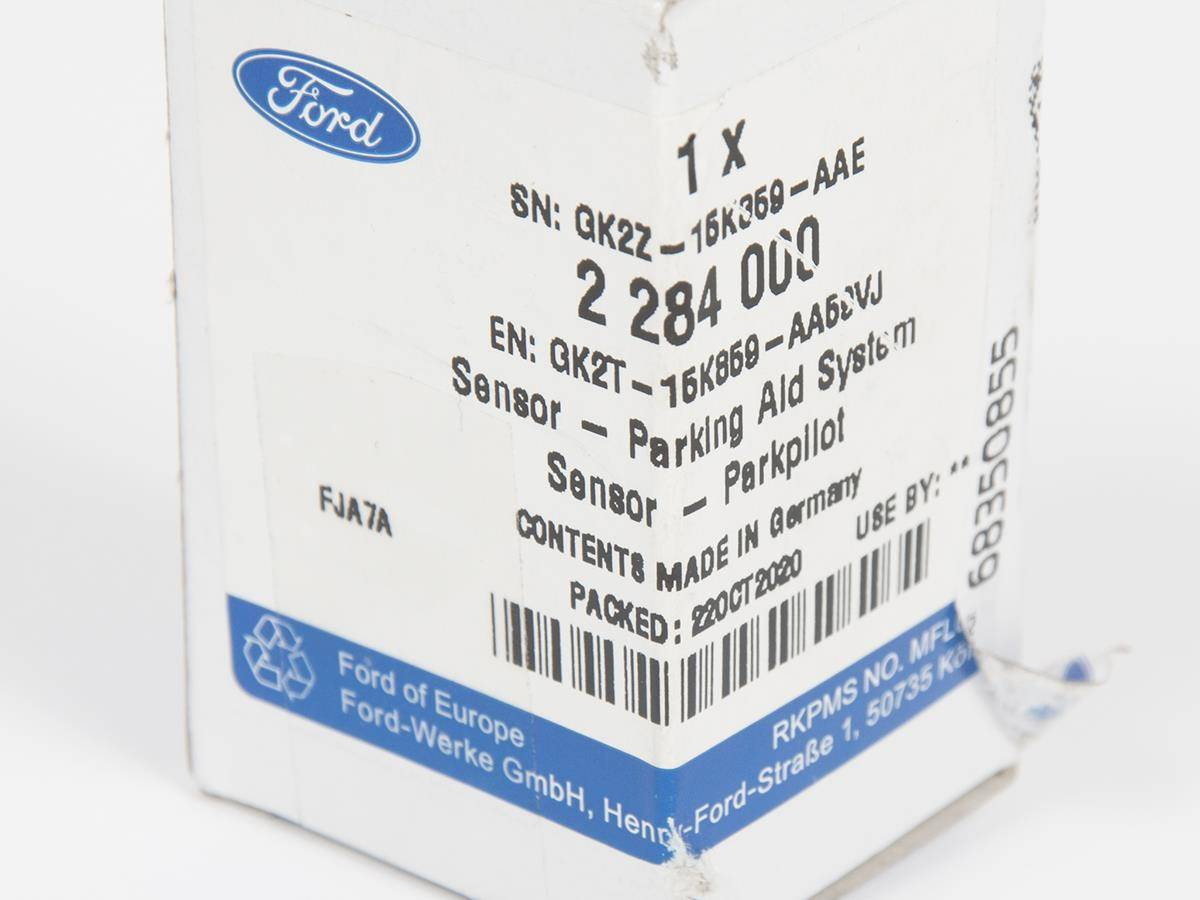 Ford
1 X
SN: GK2Z-15K859-AAE
2 284 000
EN: GK2T-15K859-
Sensor - Parking Aid System
Sensor - Parkpilot
FJA7A
CONTENTS MADE IN Germany
PACKED: 22OCT2020
USE BY: **
68350855
Ford of Europe
RKPMS NO.
Ford-Werke GmbH, Henry-Ford-Straße 1, 50735